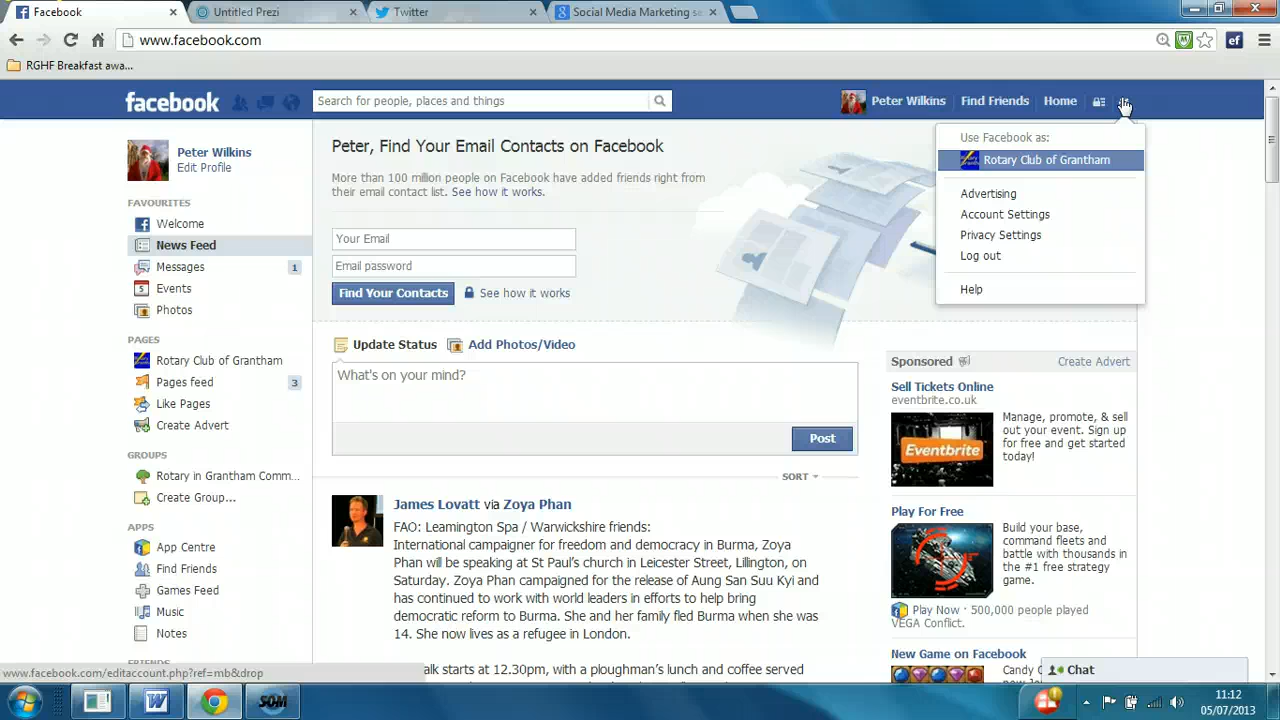 Facebook
Untitled Prezi
Twitter
Social Media Marketing se
www.facebook.com
ef
RGHF Breakfast awa...
facebook
Search for people, places and things
Peter Wilkins
Find Friends
Home
Use Facebook as:
Rotary Club of Grantham
Advertising
Account Settings
Privacy Settings
Log out
Help
Peter Wilkins
Edit Profile
FAVOURITES
Welcome
News Feed
Messages 1
Events
Photos
PAGES
Rotary Club of Grantham
Pages feed 3
Like Pages
Create Advert
GROUPS
Rotary in Grantham Comm...
Create Group...
APPS
App Centre
Find Friends
Games Feed
Music
Notes
Peter, Find Your Email Contacts on Facebook
More than 100 million people on Facebook have added friends right from
their email contact list. See how it works.
Your Email
Email password
Find Your Contacts
See how it works
Update Status
Add Photos/Video
What's on your mind?
Post
SORT
James Lovatt via Zoya Phan
FAO: Leamington Spa / Warwickshire friends:
International campaigner for freedom and democracy in Burma, Zoya
Phan will be speaking at St Paul's church in Leicester Street, Lillington, on
Saturday. Zoya Phan campaigned for the release of Aung San Suu Kyi and
has continued to work with world leaders in efforts to help bring
democratic reform to Burma. She and her family fled Burma when she was
14. She now lives as a refugee in London.
alk starts at 12.30pm, with a ploughman's lunch and coffee served
Sponsored
Create Advert
Sell Tickets Online
eventbrite.co.uk
Eventbrite
Manage, promote, & sell
out your event. Sign up
for free and get started
today!
Play For Free
Build your base,
command fleets and
battle with thousands in
the #1 free strategy
game.
Play Now · 500,000 people played
VEGA Conflict.
New Game on Facebook
Candy
Chat
www.facebook.com/editaccount.php?ref=mb&drop
SOM
11:12
05/07/2013